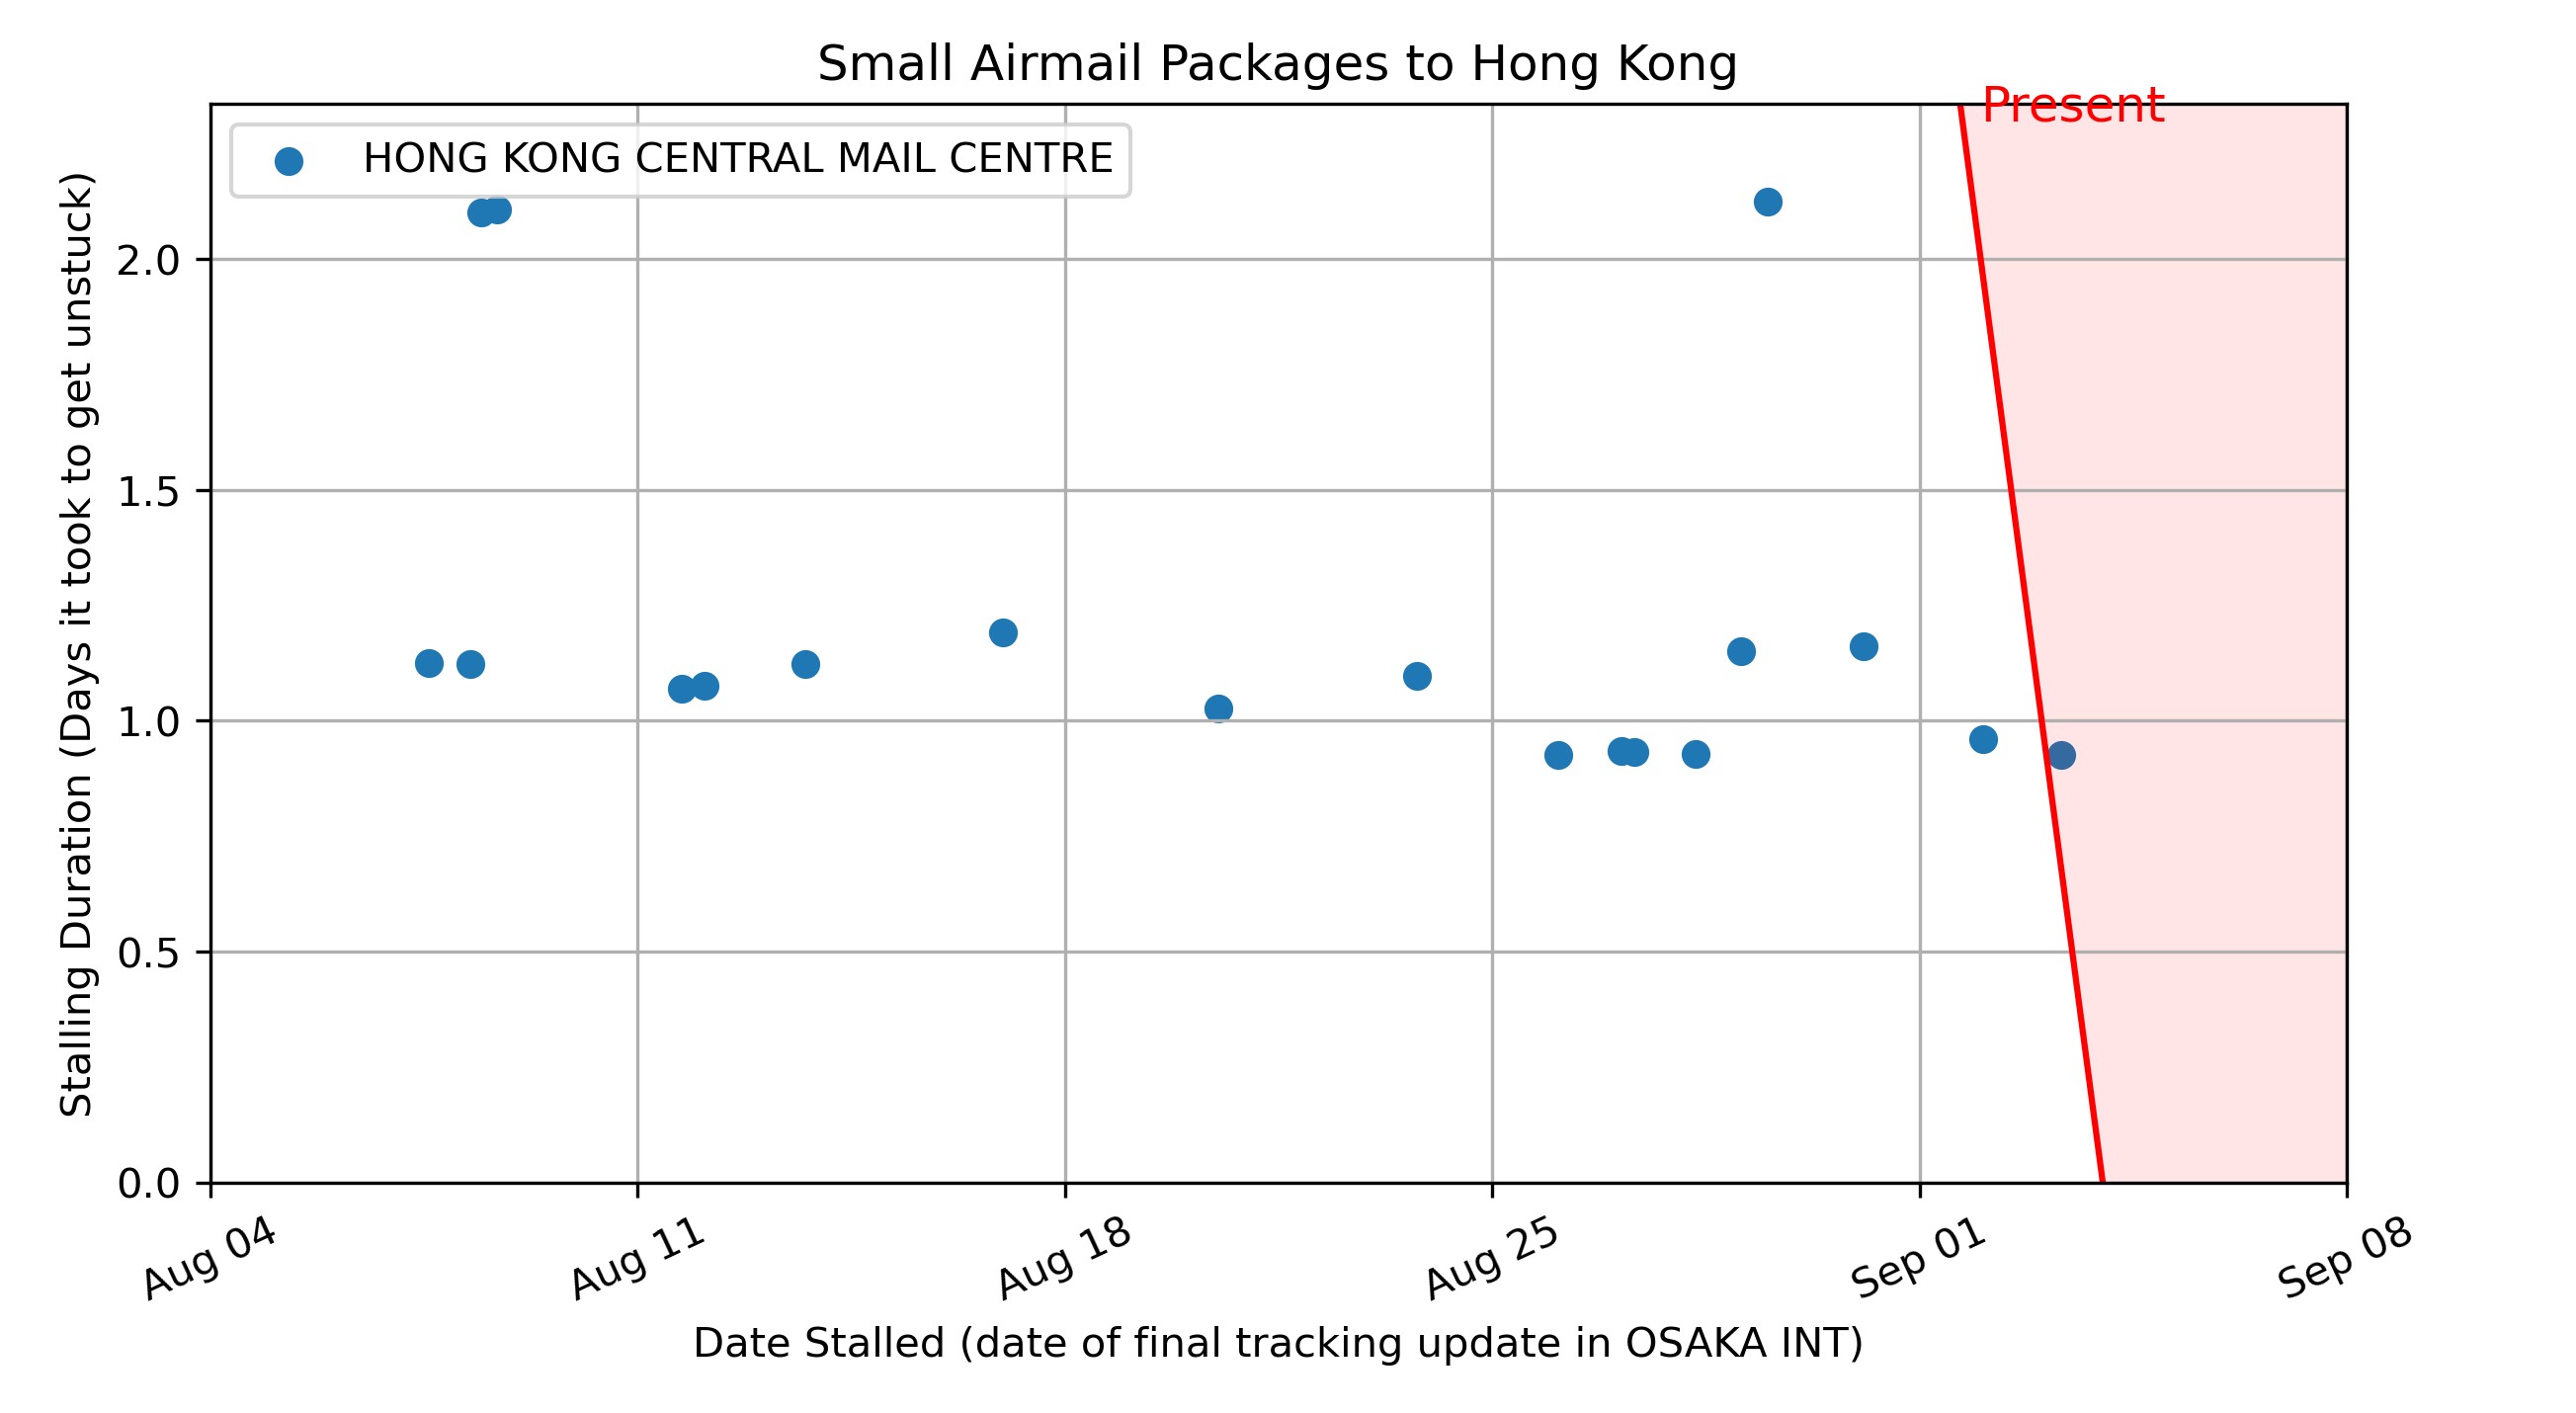 Small Airmail Packages to Hong Kong
Present
HONG KONG CENTRAL MAIL CENTRE
Stalling Duration (Days it took to get unstuck)
2.0
1.5
1.0
0.5
0.0
Aug 04
Aug 11
Aug 18
Aug 25
Sep 01
Sep 08
Date Stalled (date of final tracking update in OSAKA INT)